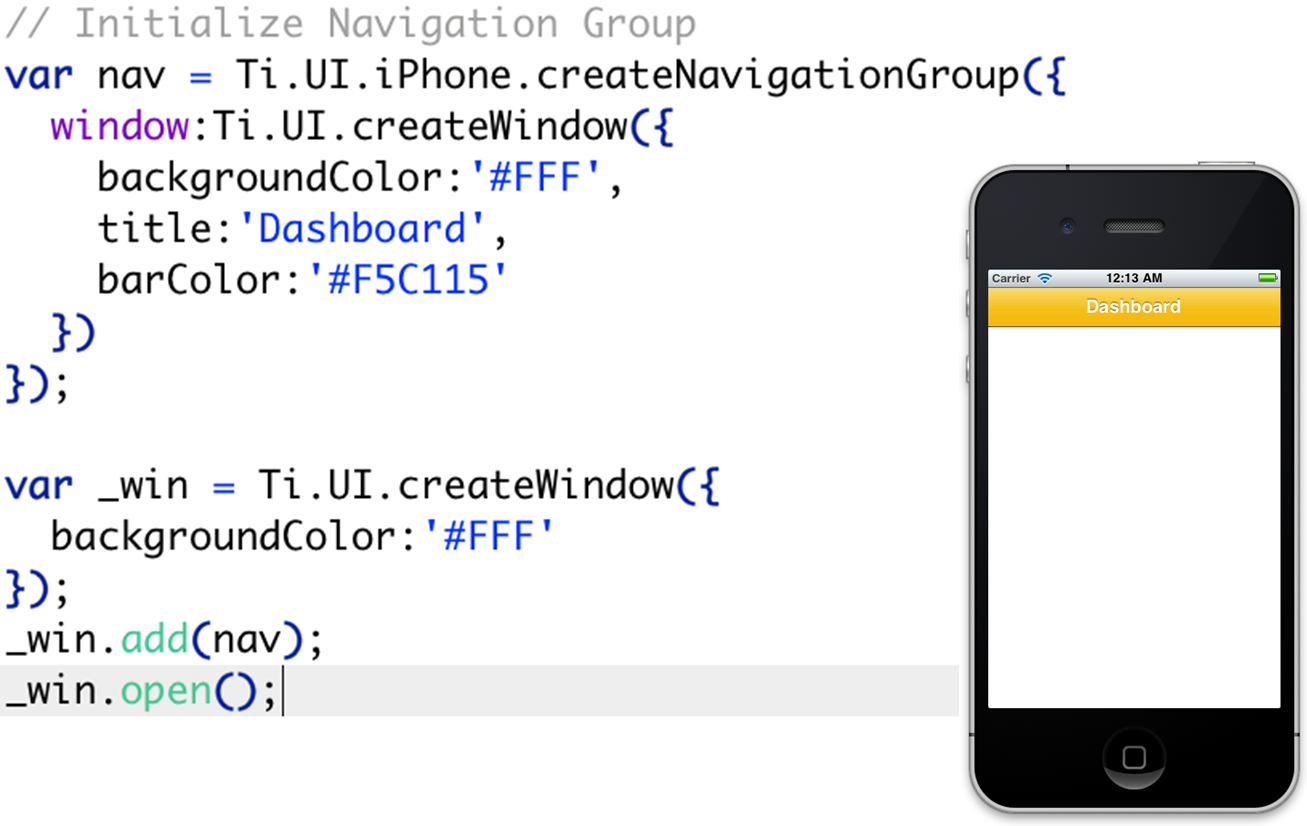 // Initialize Navigation Group
var nav = Ti.UI.iPhone.createNavigationGroup({
  window:Ti.UI.createWindow({
    backgroundColor:'#FFF',
    title:'Dashboard',
    barColor:'#F5C115'
  })
});

var _win = Ti.UI.createWindow({
  backgroundColor:'#FFF'
});
_win.add(nav);
_win.open();
Carrier 12:13 AM
Dashboard